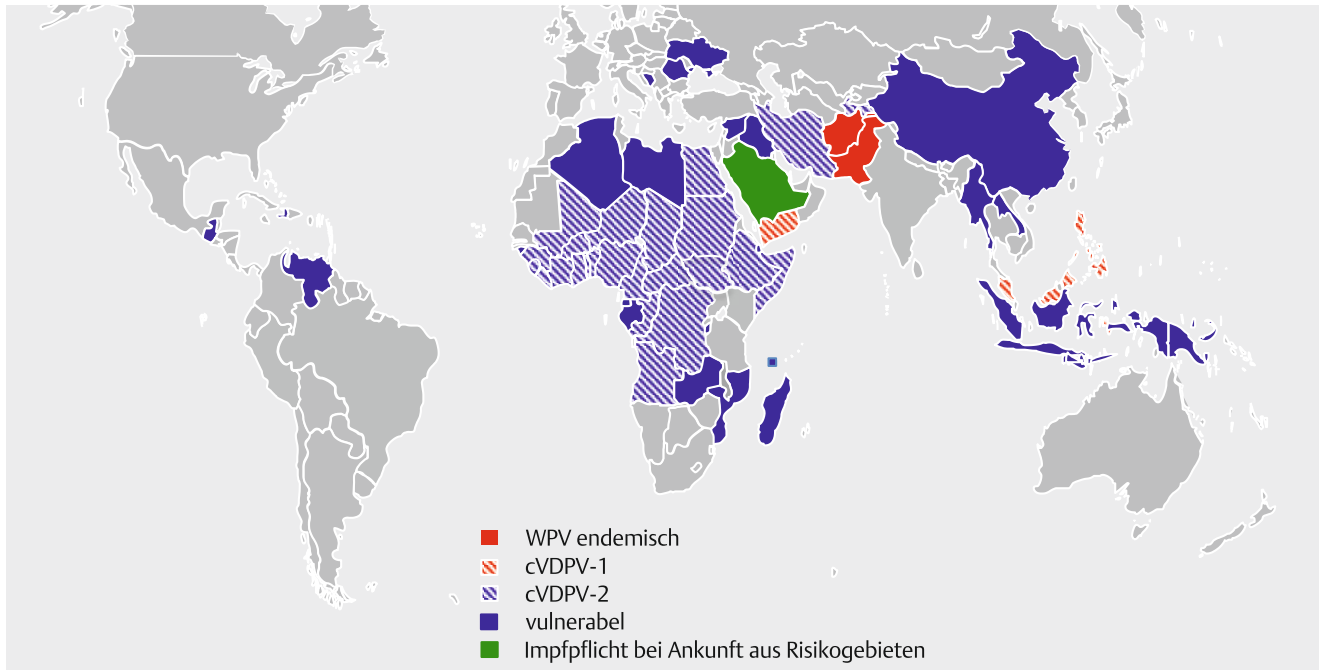 WPV endemisch
cVDPV-1
cVDPV-2
vulnerabel
Impfpflicht bei Ankunft aus Risikogebieten